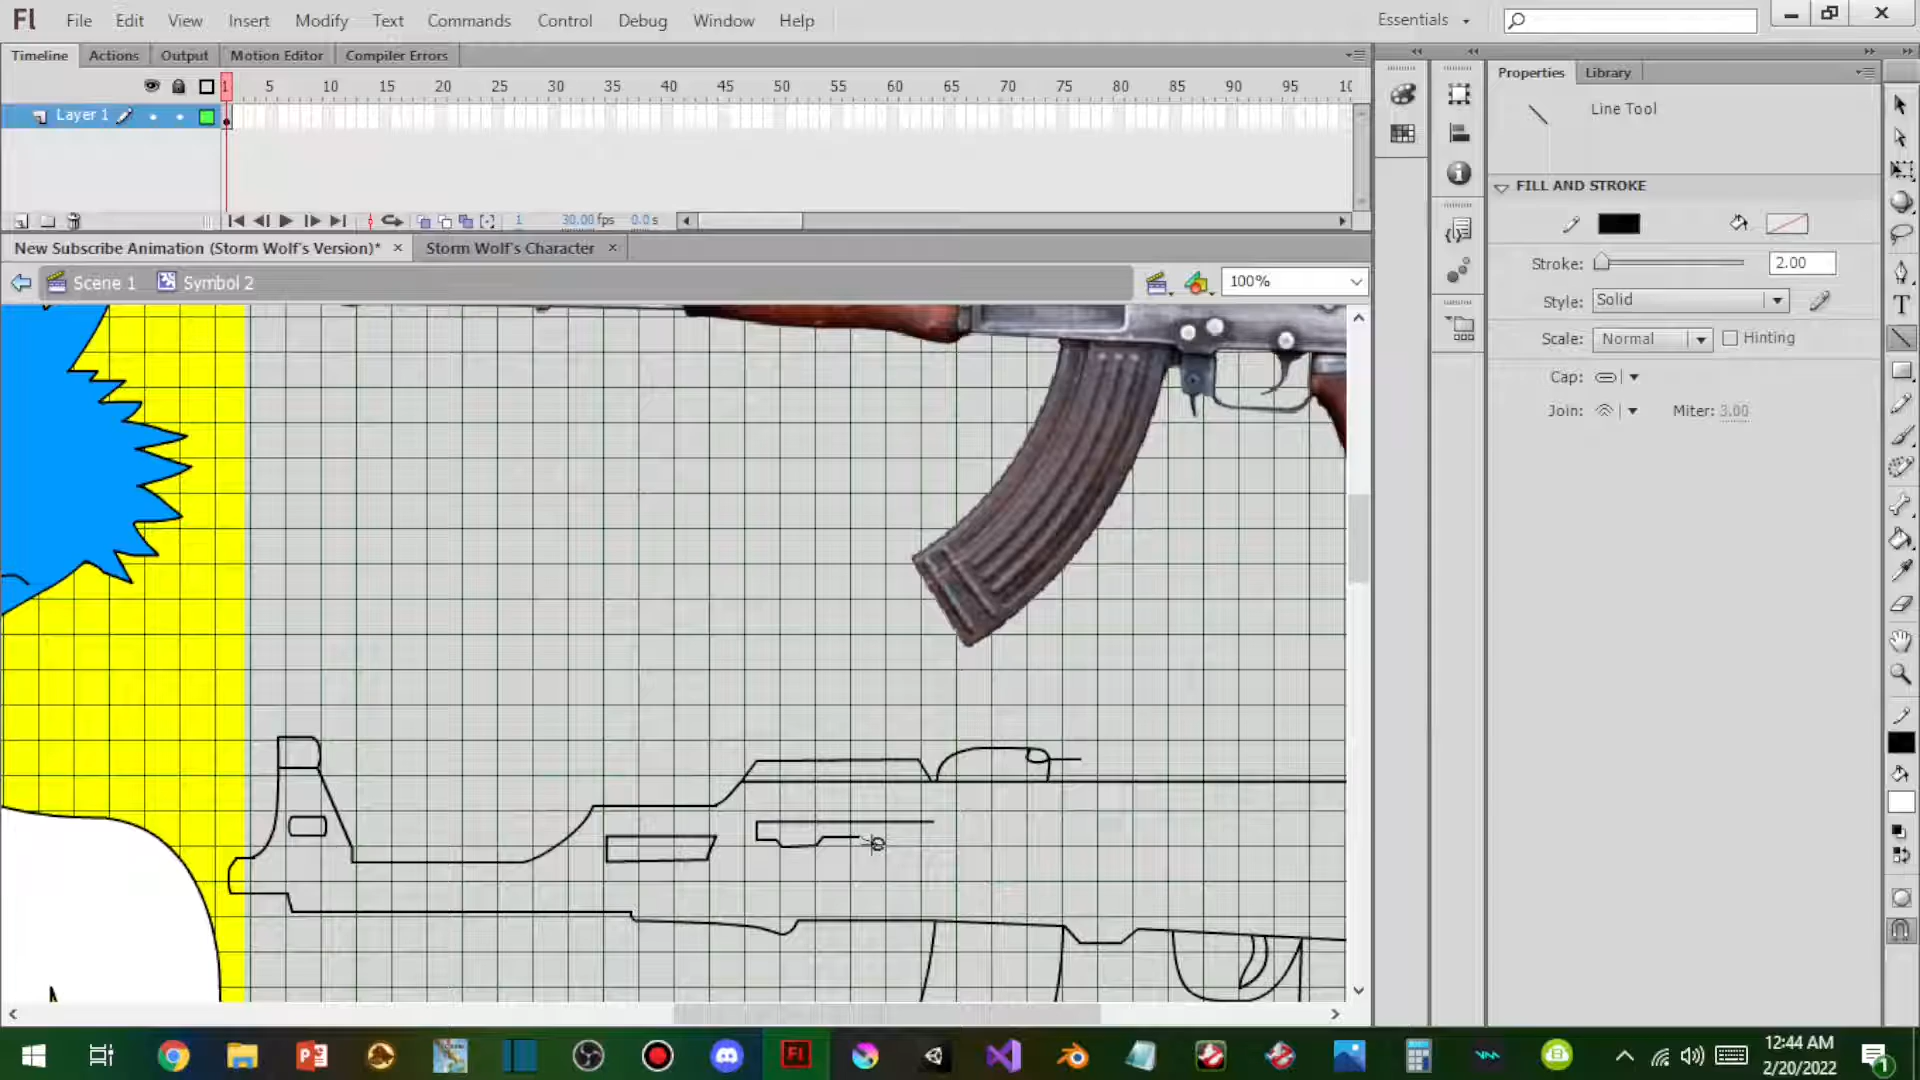 Fl File Edit View Insert Modify Text Commands Control Debug Window Help Essentials
Timeline Actions Output Motion Editor Compiler Errors
1 5 10 15 20 25 30 35 40 45 50 55 60 65 70 75 80 85 90 95 10
Layer 1
1 30.00 fps 0.0 s
New Subscribe Animation (Storm Wolf's Version)* × Storm Wolf's Character ×
Scene 1 Symbol 2 100%
Properties Library
Line Tool
FILL AND STROKE
Stroke: 2.00
Style: Solid
Scale: Normal Hinting
Cap:
Join: Miter: 3.00
Fl
12:44 AM
2/20/2022
1